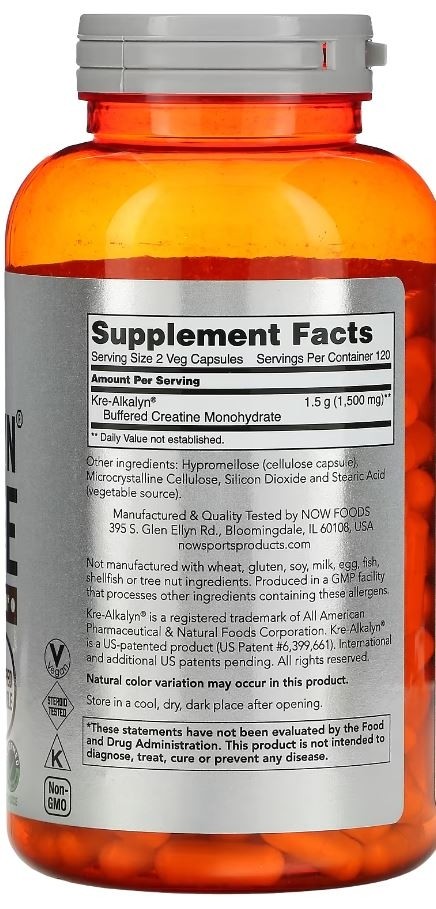 Supplement Facts
Serving Size 2 Veg Capsules Servings Per Container 120
Amount Per Serving
Kre-Alkalyn® 1.5 g (1,500 mg)**
Buffered Creatine Monohydrate
** Daily Value not established.
Other ingredients: Hypromellose (cellulose capsule),
Microcrystalline Cellulose, Silicon Dioxide and Stearic Acid
(vegetable source).
Manufactured & Quality Tested by NOW FOODS
395 S. Glen Ellyn Rd., Bloomingdale, IL 60108, USA
nowsportsproducts.com
Not manufactured with wheat, gluten, soy, milk, egg, fish,
shellfish or tree nut ingredients. Produced in a GMP facility
that processes other ingredients containing these allergens.
Kre-Alkalyn® is a registered trademark of All American
Pharmaceutical & Natural Foods Corporation. Kre-Alkalyn®
is a US-patented product (US Patent #6,399,661). International
and additional US patents pending. All rights reserved.
Natural color variation may occur in this product.
Store in a cool, dry, dark place after opening.
*These statements have not been evaluated by the Food
and Drug Administration. This product is not intended to
diagnose, treat, cure or prevent any disease.
N®
E
V
Vegan
STEROID
TESTED
K
Non-
GMO